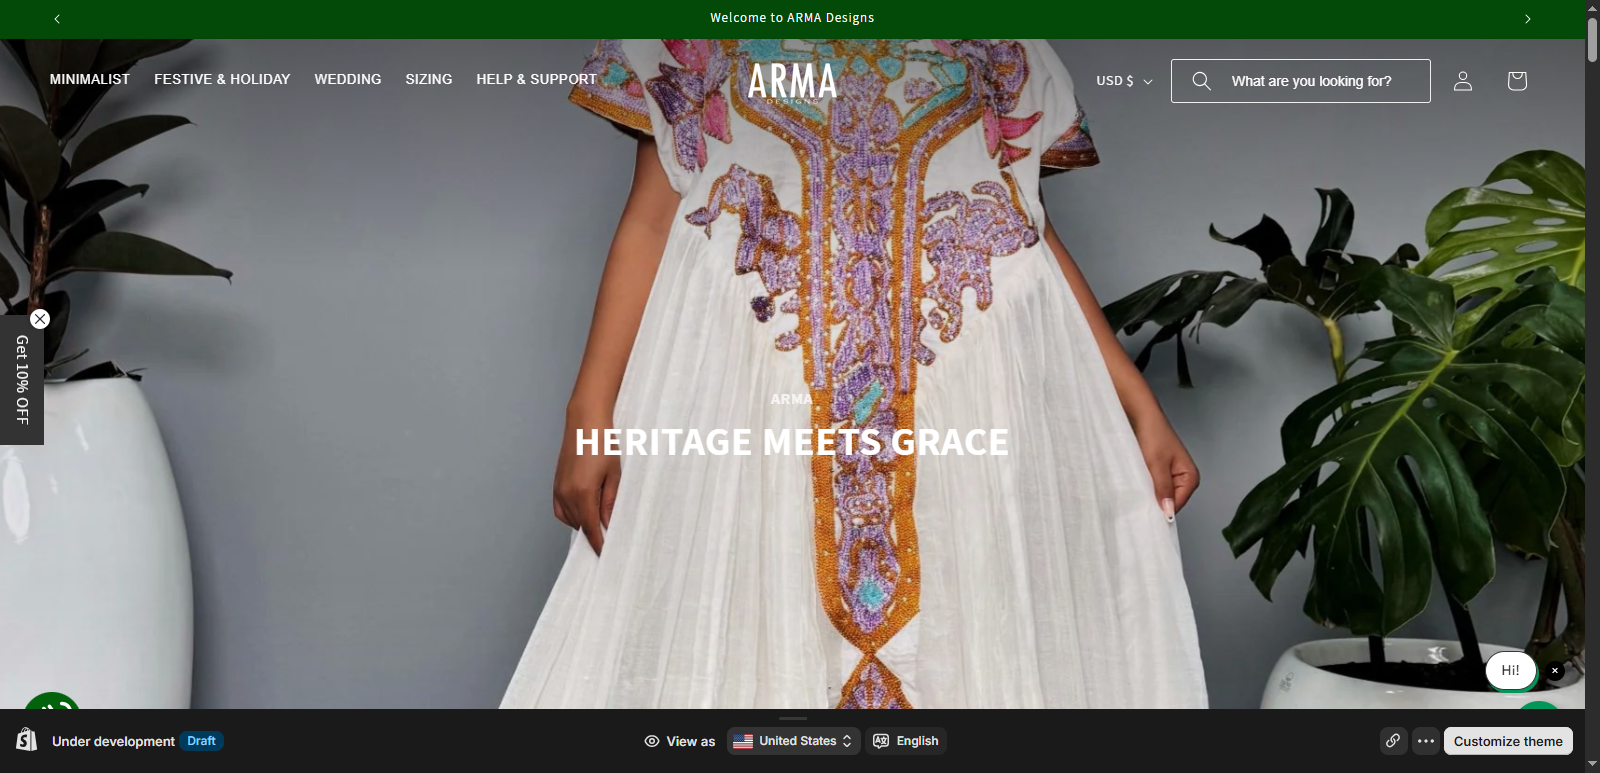 Welcome to ARMA Designs
MINIMALIST FESTIVE & HOLIDAY WEDDING SIZING HELP & SUPPORT
ARMA
DESIGNS
USD $
What are you looking for?
Get 10% OFF
ARMA
HERITAGE MEETS GRACE
Hi!
Under development Draft
View as United States English
Customize theme